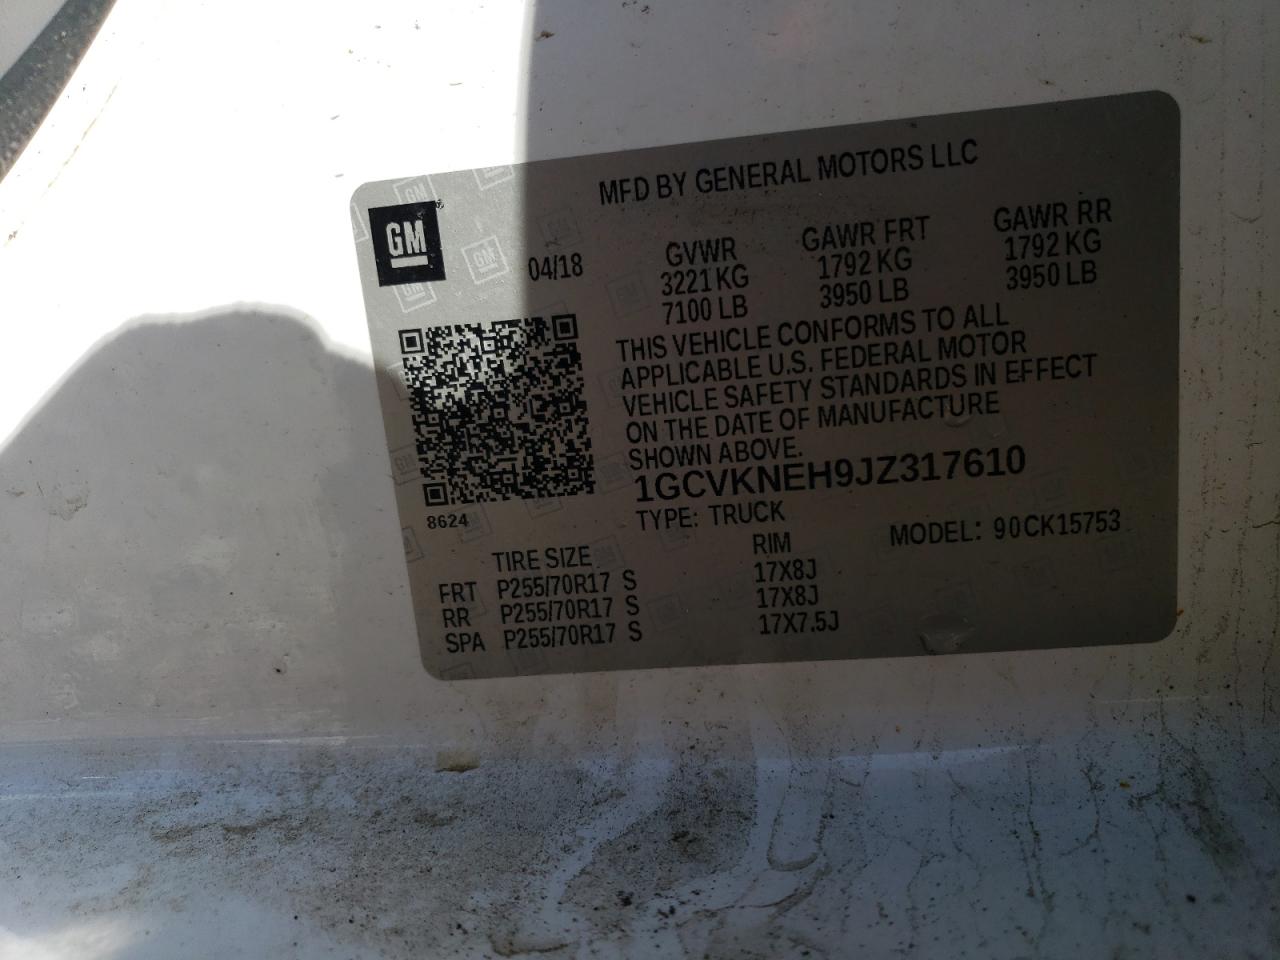 MFD BY GENERAL MOTORS LLC
GM
04/18
GVWR GAWR FRT GAWR RR
3221 KG 1792 KG 1792 KG
7100 LB 3950 LB 3950 LB
THIS VEHICLE CONFORMS TO ALL
APPLICABLE U.S. FEDERAL MOTOR
VEHICLE SAFETY STANDARDS IN EFFECT
ON THE DATE OF MANUFACTURE
SHOWN ABOVE.
1GCVKNEH9JZ317610
8624
TYPE: TRUCK MODEL: 90CK15753
TIRE SIZE RIM
FRT P255/70R17 S 17X8J
RR P255/70R17 S 17X8J
SPA P255/70R17 S 17X7.5J